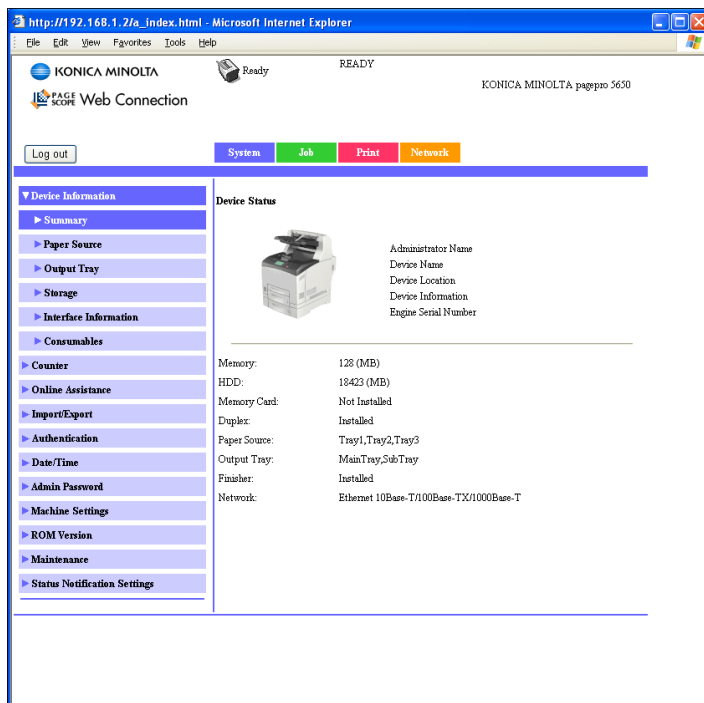 http://192.168.1.2/a_index.html - Microsoft Internet Explorer
File Edit View Favorites Tools Help
KONICA MINOLTA
Ready
READY
KONICA MINOLTA pagepro 5650
PAGE SCOPE Web Connection
Log out
System Job Print Network
Device Information
Summary
Paper Source
Output Tray
Storage
Interface Information
Consumables
Counter
Online Assistance
Import/Export
Authentication
Date/Time
Admin Password
Machine Settings
ROM Version
Maintenance
Status Notification Settings
Device Status
Administrator Name
Device Name
Device Location
Device Information
Engine Serial Number
Memory: 128 (MB)
HDD: 18423 (MB)
Memory Card: Not Installed
Duplex: Installed
Paper Source: Tray1,Tray2,Tray3
Output Tray: MainTray,SubTray
Finisher: Installed
Network: Ethernet 10Base-T/100Base-TX/1000Base-T